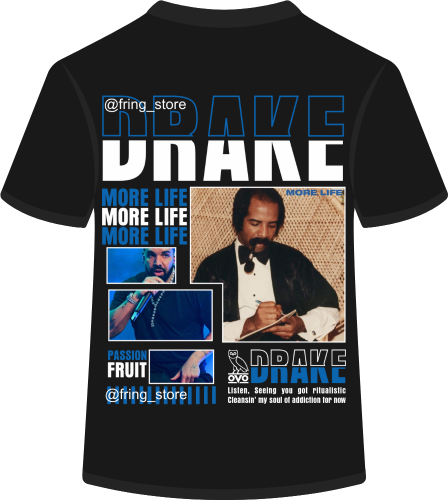 @fring_store
DRAKE
MORE LIFE
MORE LIFE
MORE LIFE
MORE LIFE
PASSION
FRUIT
OVO
DRAKE
Listen, Seeing you got ritualistic
Cleansin' my soul of addiction for now
@fring_store